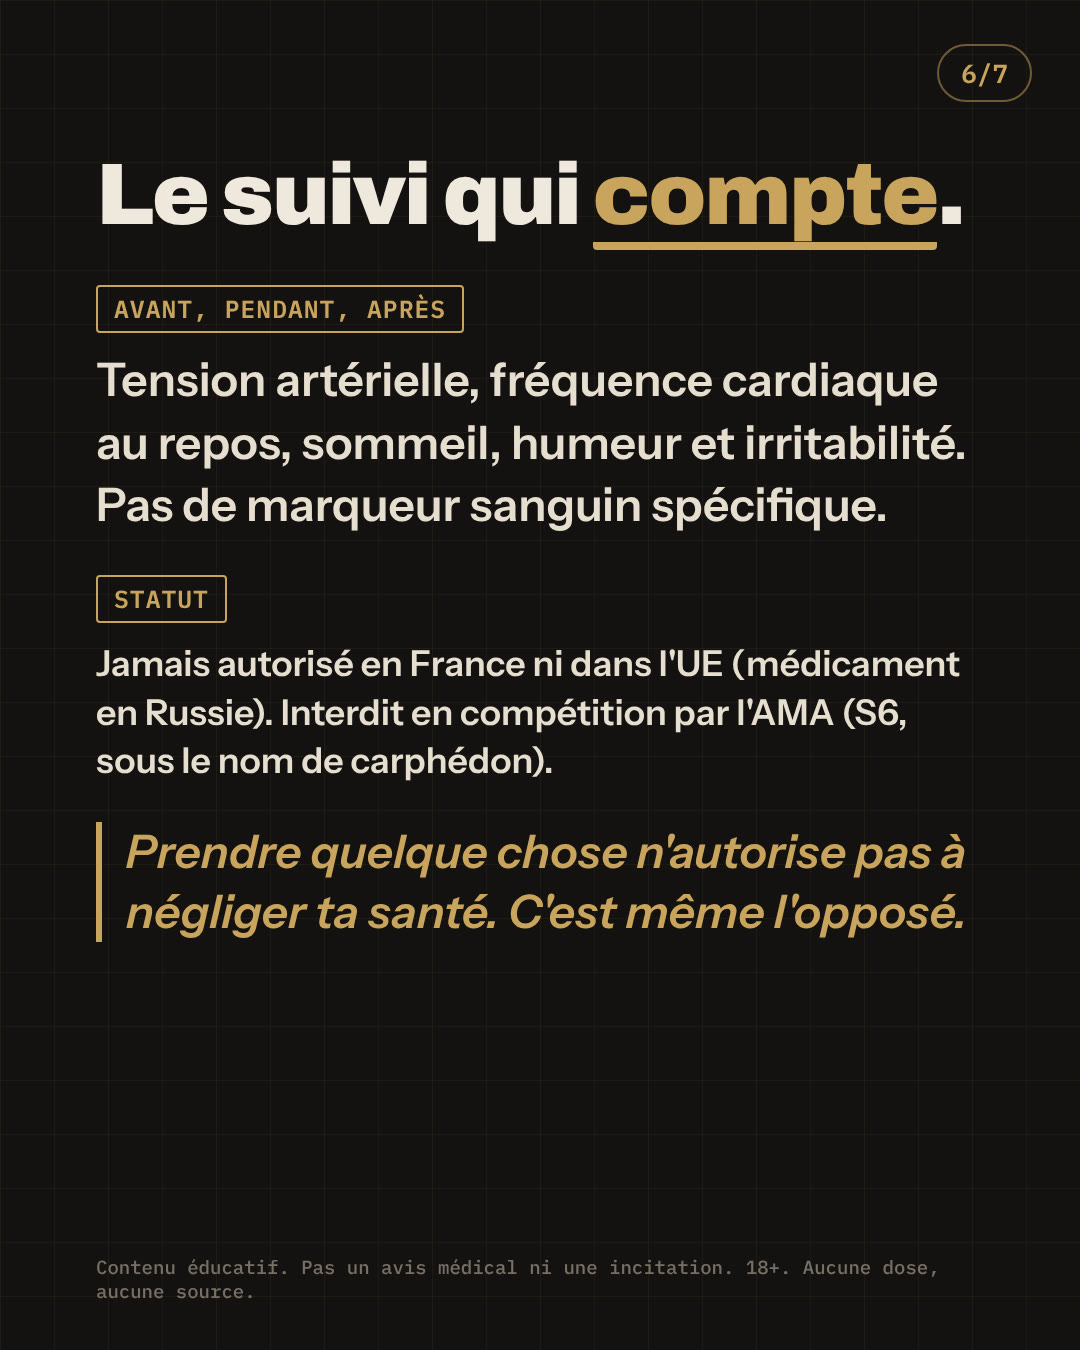 6/7
Le suivi qui compte.
AVANT, PENDANT, APRÈS
Tension artérielle, fréquence cardiaque
au repos, sommeil, humeur et irritabilité.
Pas de marqueur sanguin spécifique.
STATUT
Jamais autorisé en France ni dans l'UE (médicament
en Russie). Interdit en compétition par l'AMA (S6,
sous le nom de carphédon).
Prendre quelque chose n'autorise pas à
négliger ta santé. C'est même l'opposé.
Contenu éducatif. Pas un avis médical ni une incitation. 18+. Aucune dose,
aucune source.